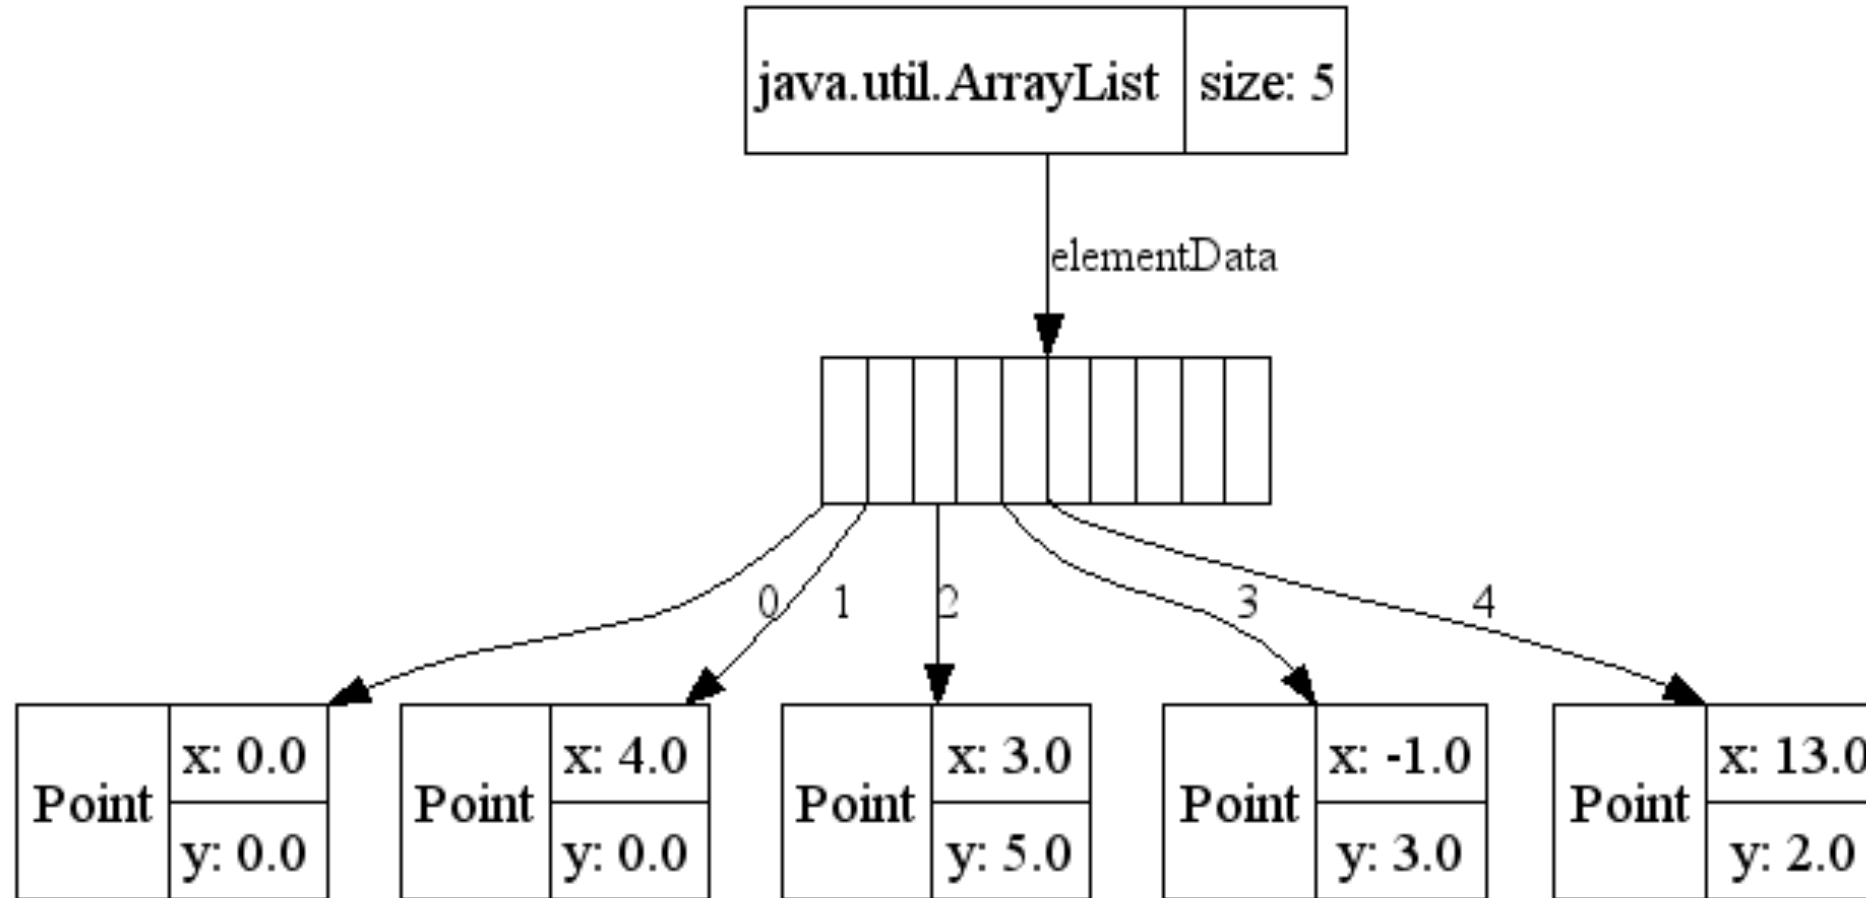 java.util.ArrayList size: 5
elementData
0 1 2 3 4
Point x: 0.0 y: 0.0
Point x: 4.0 y: 0.0
Point x: 3.0 y: 5.0
Point x: -1.0 y: 3.0
Point x: 13.0 y: 2.0